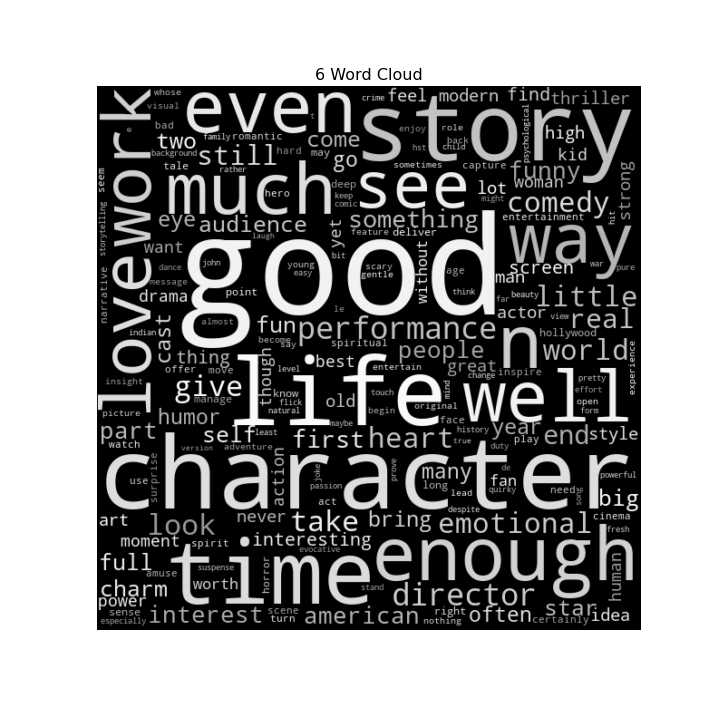 6 Word Cloud
whose
crime
feel
modern
find
thriller
visual
even
story
bad
t
enjoy
role
two
family
romantic
come
back
psychological
high
background
still
hard
may
go
hst
child
kid
tale
rather
sometimes
capture
funny
seem
much
hero
deep
see
lot
woman
strong
work
keep
comic
might
comedy
eye
audience
something
entertainment
storytelling
yet
feature
deliver
hit
want
laugh
good
way
bit
without
dance
john
young
scary
age
screen
war
pure
message
easy
gentle
man
narrative
drama
point
think
far
beauty
little
le
actor
view
real
almost
fun
performance
n
hollywood
love
indian
cast
become
say
spiritual
people
world
thing
though
best
great
experience
offer
move
level
entertain
change
inspire
insight
give
life
know
old
touch
mind
well
pretty
manage
flick
effort
natural
begin
original
open
picture
humor
maybe
face
form
part
self
least
first
heart
history
year
end
style
watch
version
adventure
true
duty
play
character
surprise
action
joke
prove
many
de
powerful
use
passion
long
lead
fan
quirky
need
song
big
act
despite
art
look
never
take
bring
emotional
cinema
fresh
moment
spirit
interesting
evocative
enough
full
time
amuse
suspense
horror
human
charm
worth
stand
director
power
star
sense
interest
scene
american
right
often
idea
especially
turn
nothing
certainly
e